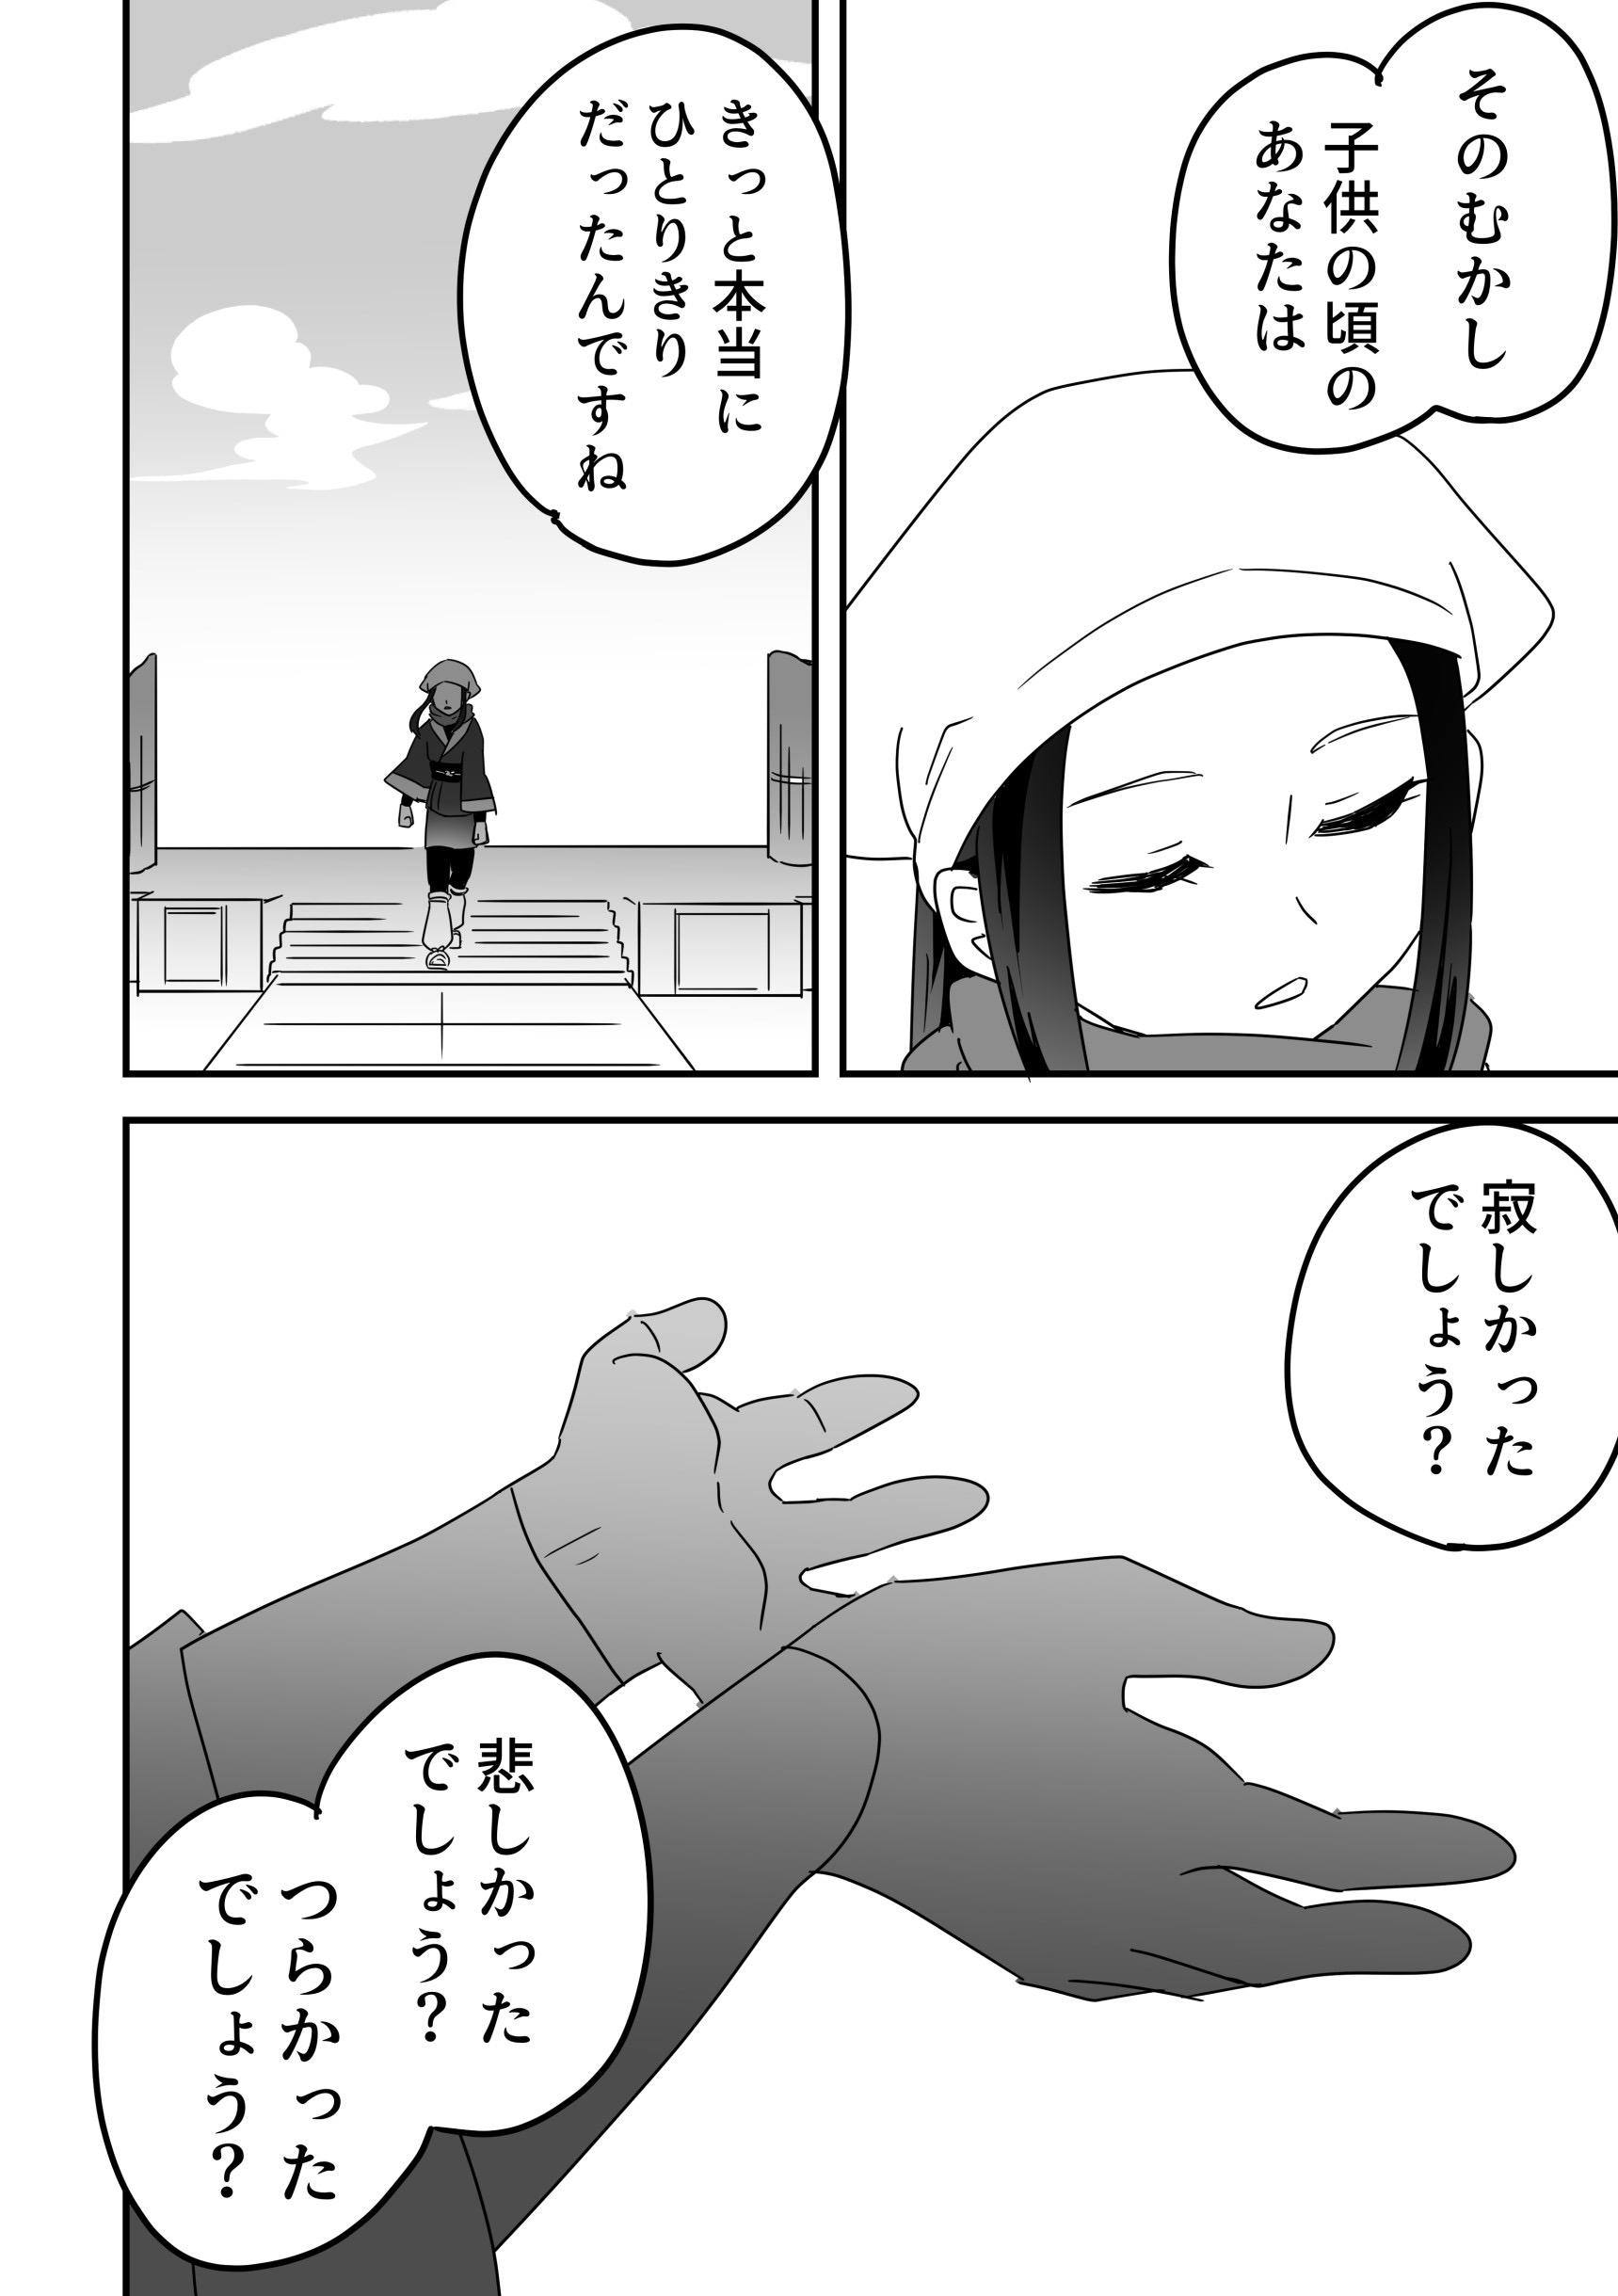 そのむかし
子供の頃の
あなたは
きっと本当に
ひとりきり
だったんですね
寂しかった
でしょう?
悲しかった
でしょう?
つらかった
でしょう?